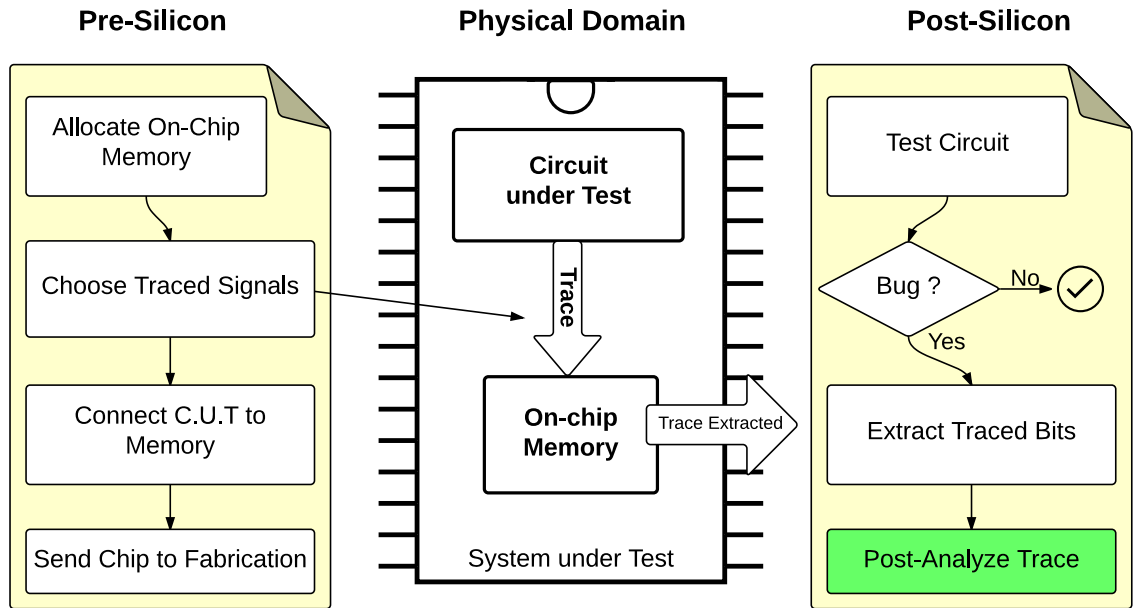 Pre-Silicon
Allocate On-Chip
Memory
Choose Traced Signals
Connect C.U.T to
Memory
Send Chip to Fabrication
Physical Domain
Circuit
under Test
Trace
On-chip
Memory
Trace Extracted
System under Test
Post-Silicon
Test Circuit
Bug ?
No
Yes
Extract Traced Bits
Post-Analyze Trace